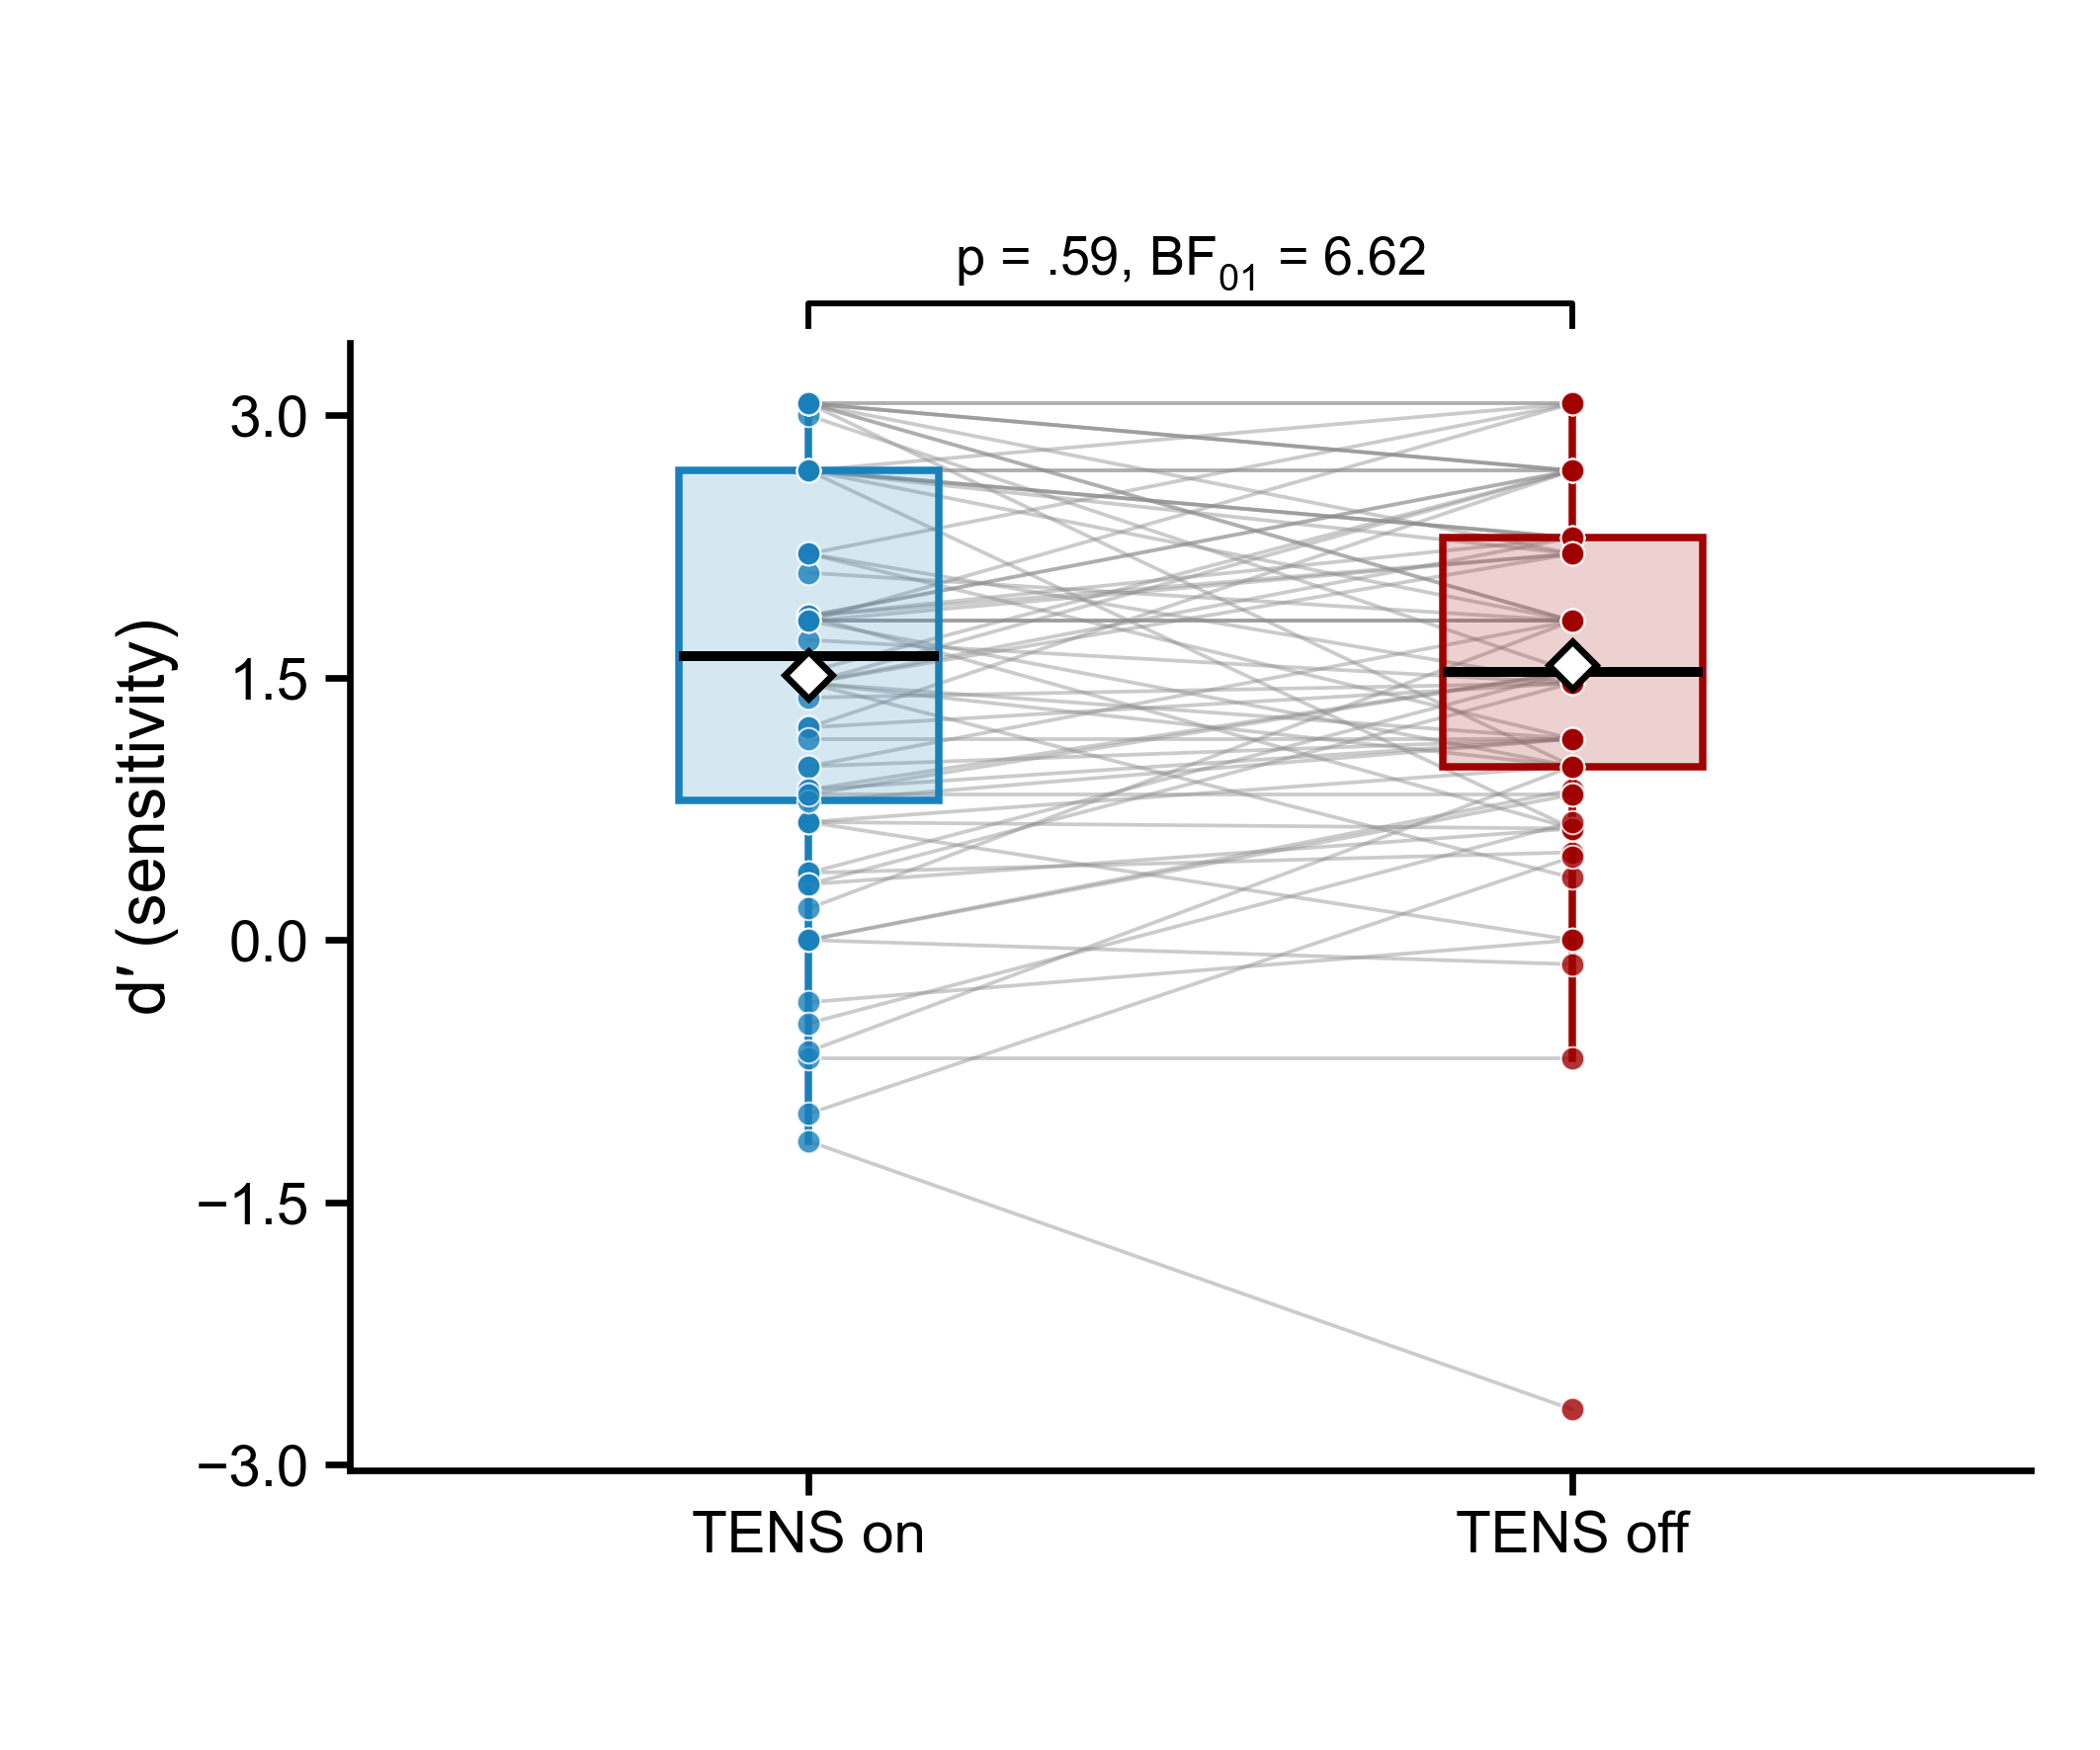 p = .59, BF₀₁ = 6.62
d′ (sensitivity)
3.0
1.5
0.0
−1.5
−3.0
TENS on
TENS off